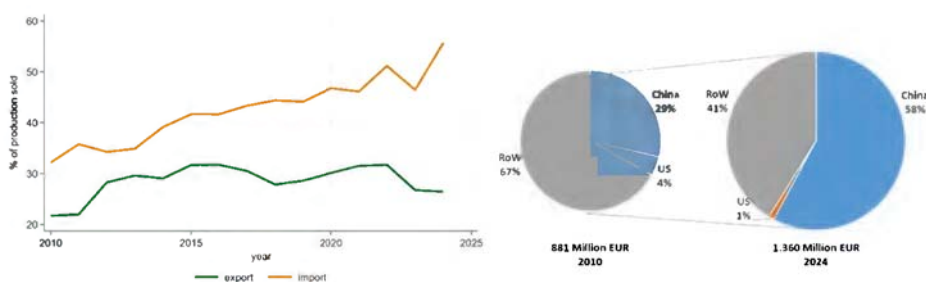 60
50
40
30
20
% of production sold
2010
2015
2020
2025
year
export
import
China
29%
US
4%
RoW
67%
881 Million EUR
2010
RoW
41%
China
58%
US
1%
1.360 Million EUR
2024